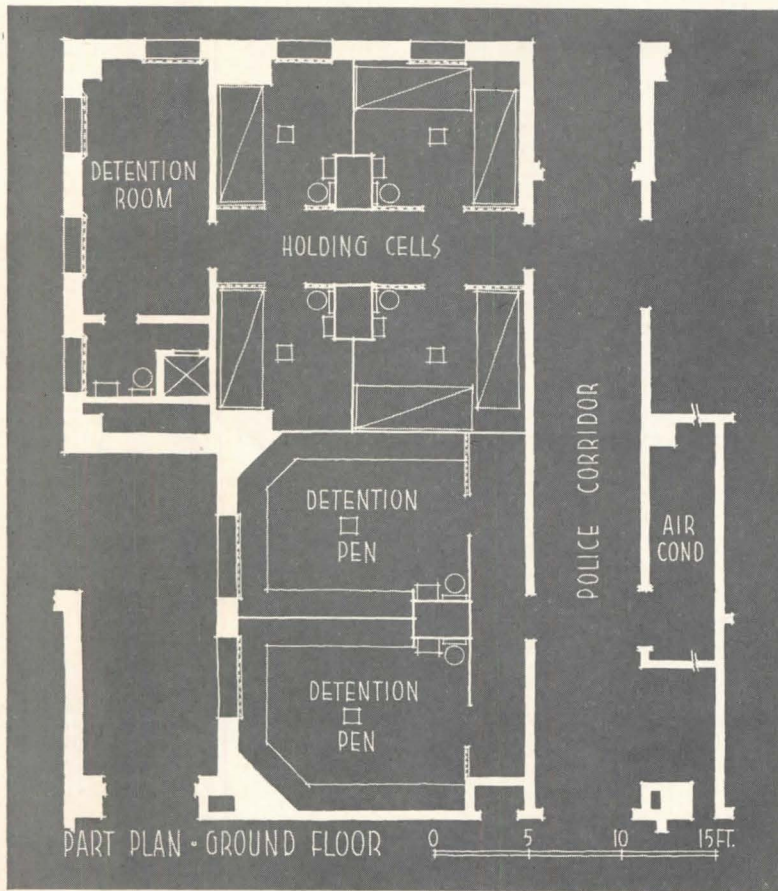 DETENTION
ROOM
HOLDING CELLS
DETENTION
PEN
POLICE CORRIDOR
AIR
COND
DETENTION
PEN
PART PLAN • GROUND FLOOR
0 5 10 15 FT.